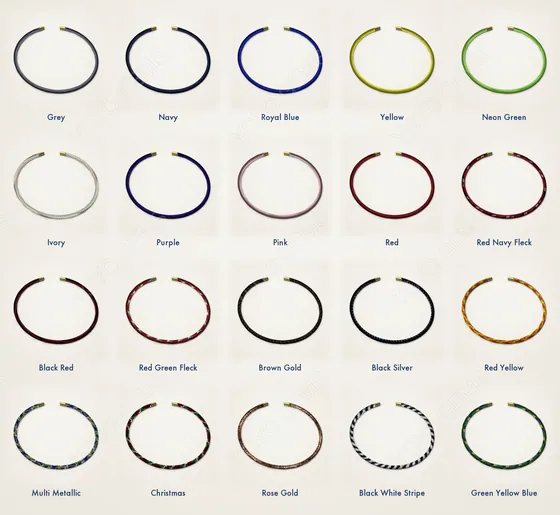 Grey
Navy
Royal Blue
Yellow
Neon Green
Ivory
Purple
Pink
Red
Red Navy Fleck
Black Red
Red Green Fleck
Brown Gold
Black Silver
Red Yellow
Multi Metallic
Christmas
Rose Gold
Black White Stripe
Green Yellow Blue